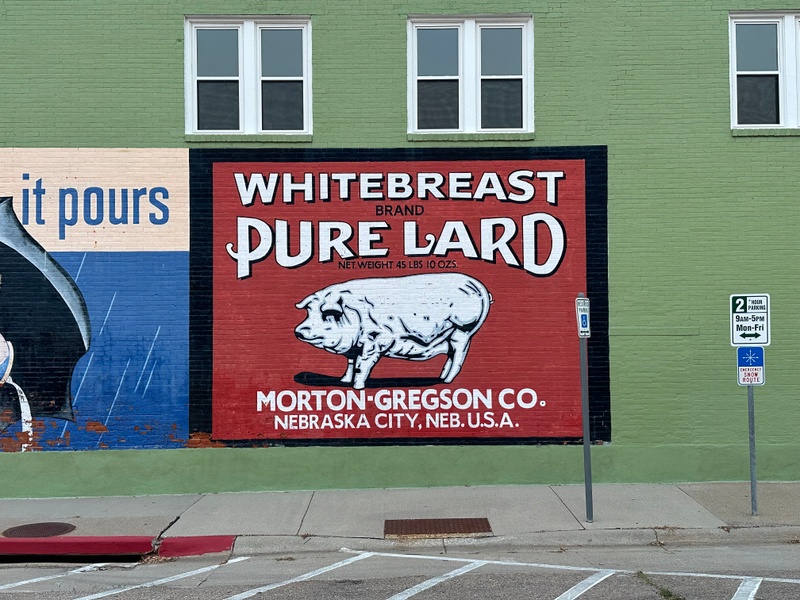 it pours
WHITEBREAST
BRAND
PURE LARD
NET WEIGHT 45 LBS 10 OZS.
MORTON-GREGSON CO.
NEBRASKA CITY, NEB. U.S.A.
2 HOUR
PARKING
9AM-5PM
Mon-Fri
EMERGENCY
SNOW
ROUTE